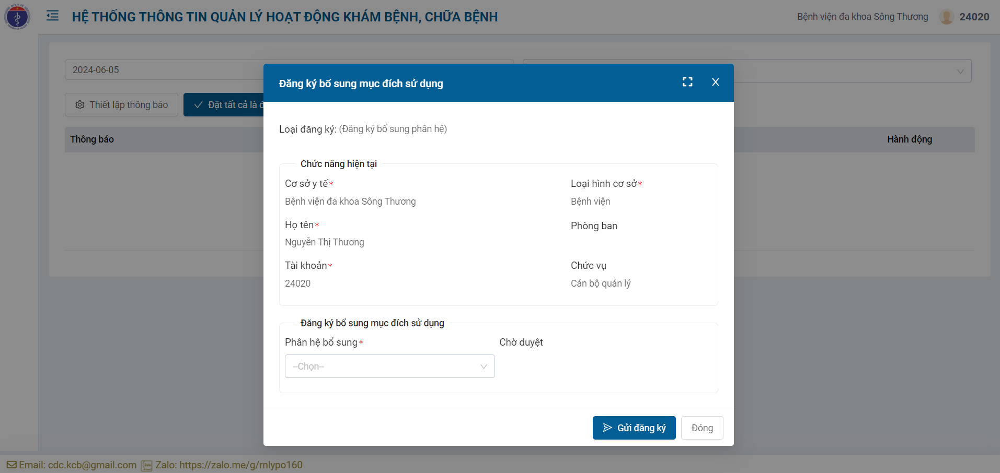 HỆ THỐNG THÔNG TIN QUẢN LÝ HOẠT ĐỘNG KHÁM BỆNH, CHỮA BỆNH
Bệnh viện đa khoa Sông Thương
24020
2024-06-05
Thiết lập thông báo
Đặt tất cả là
Thông báo
Hành động
Đăng ký bổ sung mục đích sử dụng
Loại đăng ký: (Đăng ký bổ sung phân hệ)
Chức năng hiện tại
Cơ sở y tế*
Loại hình cơ sở*
Bệnh viện đa khoa Sông Thương
Bệnh viện
Họ tên*
Phòng ban
Nguyễn Thị Thương
Tài khoản*
Chức vụ
24020
Cán bộ quản lý
Đăng ký bổ sung mục đích sử dụng
Phân hệ bổ sung*
Chờ duyệt
--Chọn--
Gửi đăng ký
Đóng
Email: cdc.kcb@gmail.com
Zalo: https://zalo.me/g/rnlypo160